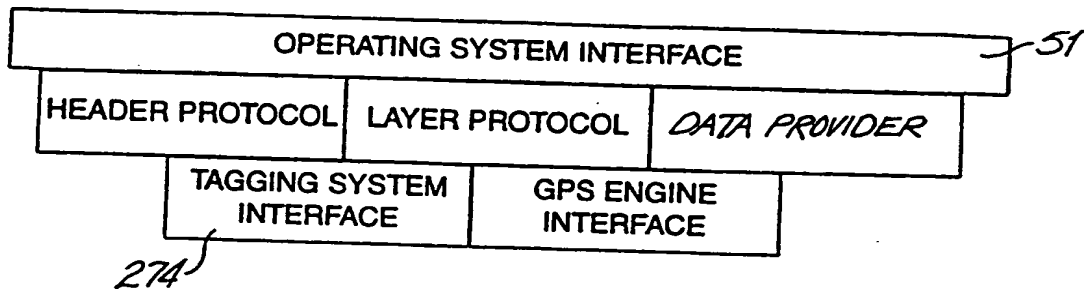 OPERATING SYSTEM INTERFACE
51
HEADER PROTOCOL
LAYER PROTOCOL
DATA PROVIDER
TAGGING SYSTEM
INTERFACE
GPS ENGINE
INTERFACE
274